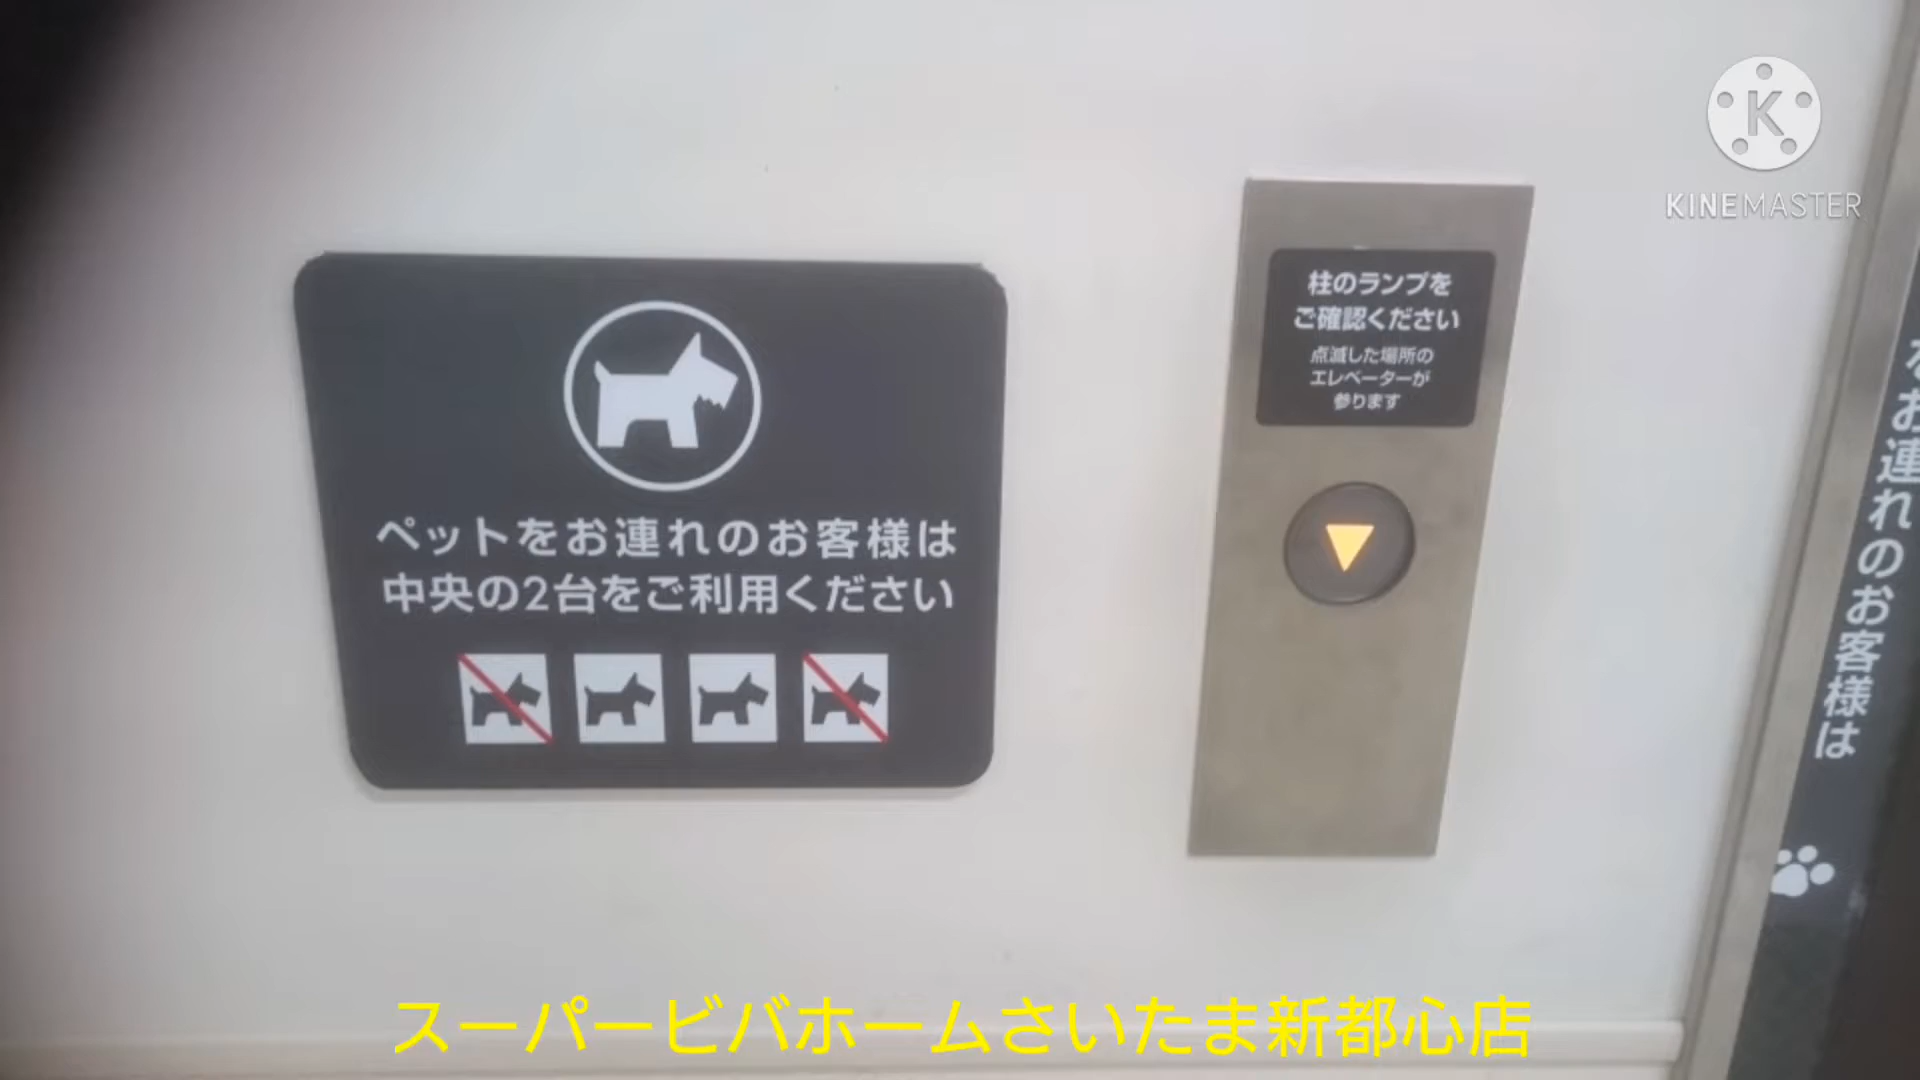 ペットをお連れのお客様は
中央の2台をご利用ください
柱のランプを
ご確認ください
点滅した場所の
エレベーターが
参ります
K
KINEMASTER
をお連れのお客様は
スーパービバホームさいたま新都心店